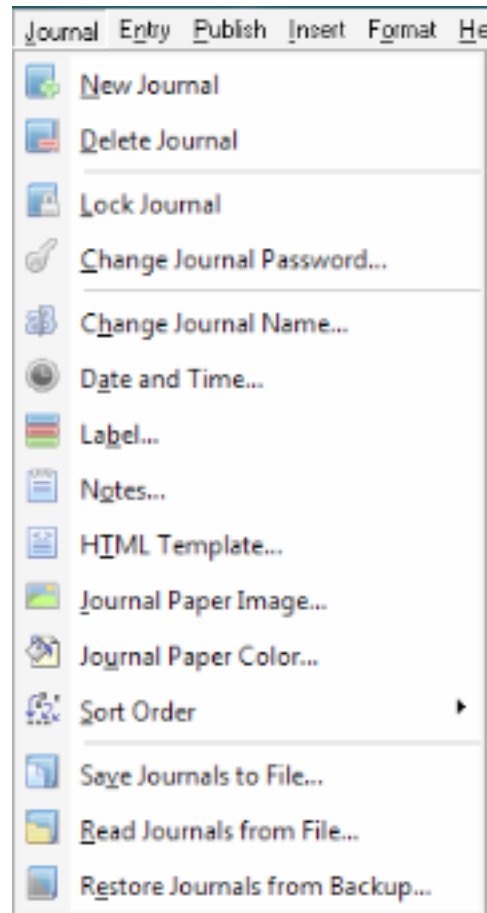 Journal Entry Publish Insert Format He
New Journal
Delete Journal
Lock Journal
Change Journal Password...
Change Journal Name...
Date and Time...
Label...
Notes...
HTML Template...
Journal Paper Image...
Journal Paper Color...
Sort Order
Save Journals to File...
Read Journals from File...
Restore Journals from Backup...